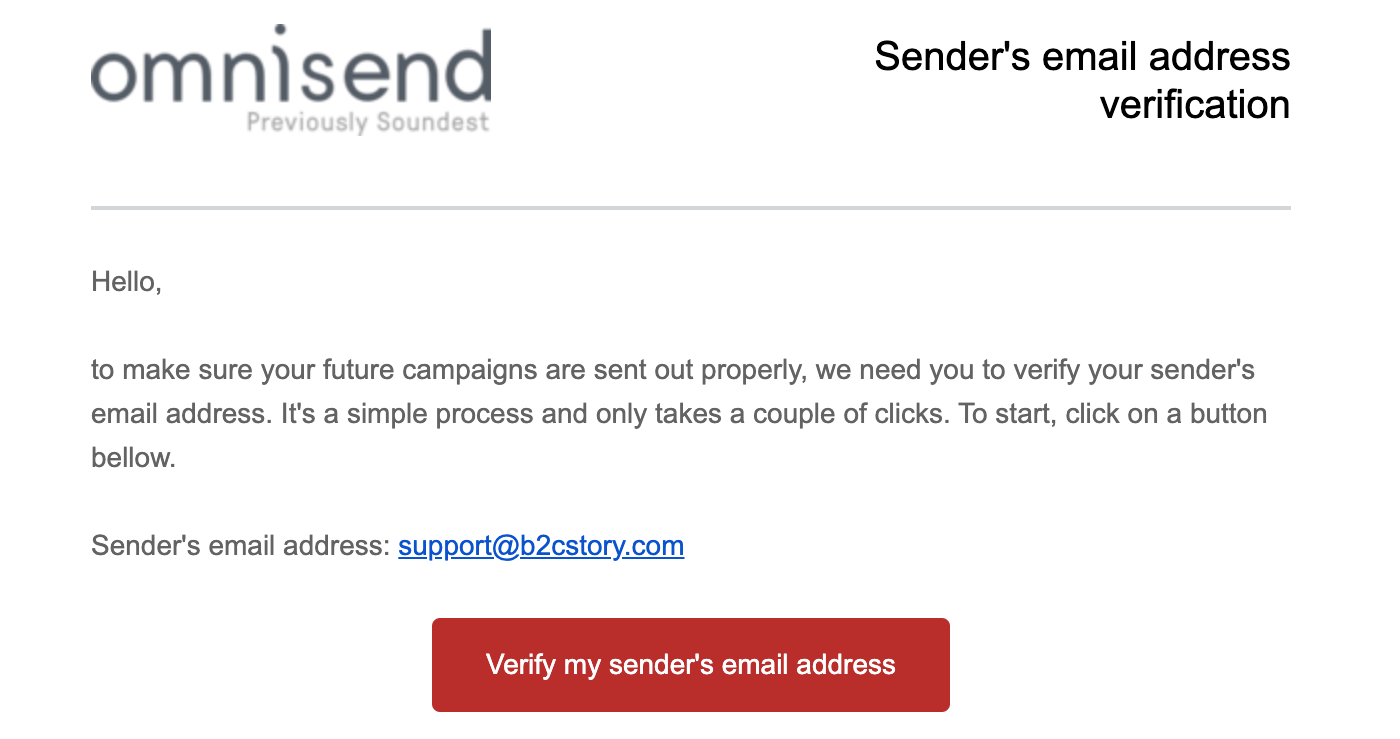 omnisend
Previously Soundest
Sender's email address
verification
Hello,
to make sure your future campaigns are sent out properly, we need you to verify your sender's
email address. It's a simple process and only takes a couple of clicks. To start, click on a button
bellow.
Sender's email address: support@b2cstory.com
Verify my sender's email address